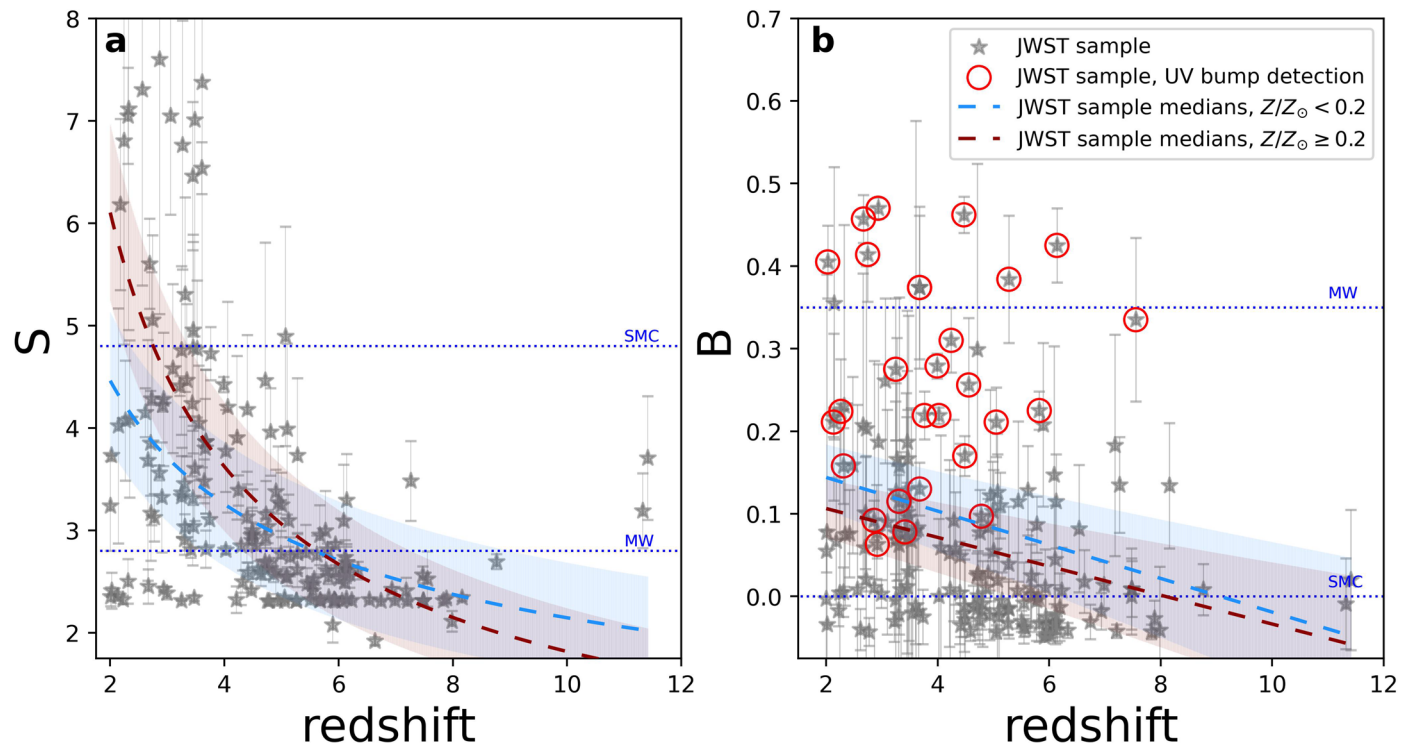 a
8
7
6
5
4
3
2
S
SMC
MW
2 4 6 8 10 12
redshift
b
0.7
0.6
0.5
0.4
0.3
0.2
0.1
0.0
B
JWST sample
JWST sample, UV bump detection
JWST sample medians, Z/Z⊙ < 0.2
JWST sample medians, Z/Z⊙ ≥ 0.2
MW
SMC
2 4 6 8 10 12
redshift